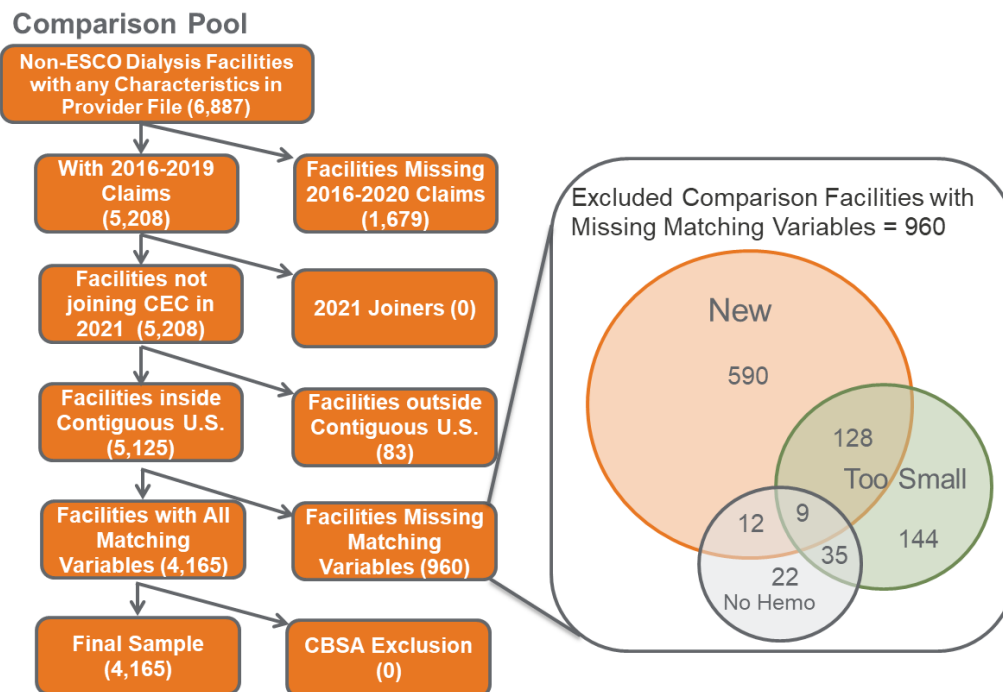 Comparison Pool
Non-ESCO Dialysis Facilities
with any Characteristics in
Provider File (6,887)
With 2016-2019
Claims
(5,208)
Facilities Missing
2016-2020 Claims
(1,679)
Facilities not
joining CEC in
2021 (5,208)
2021 Joiners (0)
Facilities inside
Contiguous U.S.
(5,125)
Facilities outside
Contiguous U.S.
(83)
Facilities with All
Matching
Variables (4,165)
Facilities Missing
Matching
Variables (960)
Final Sample
(4,165)
CBSA Exclusion
(0)
Excluded Comparison Facilities with
Missing Matching Variables = 960
New
590
128
Too Small
12
9
144
35
22
No Hemo